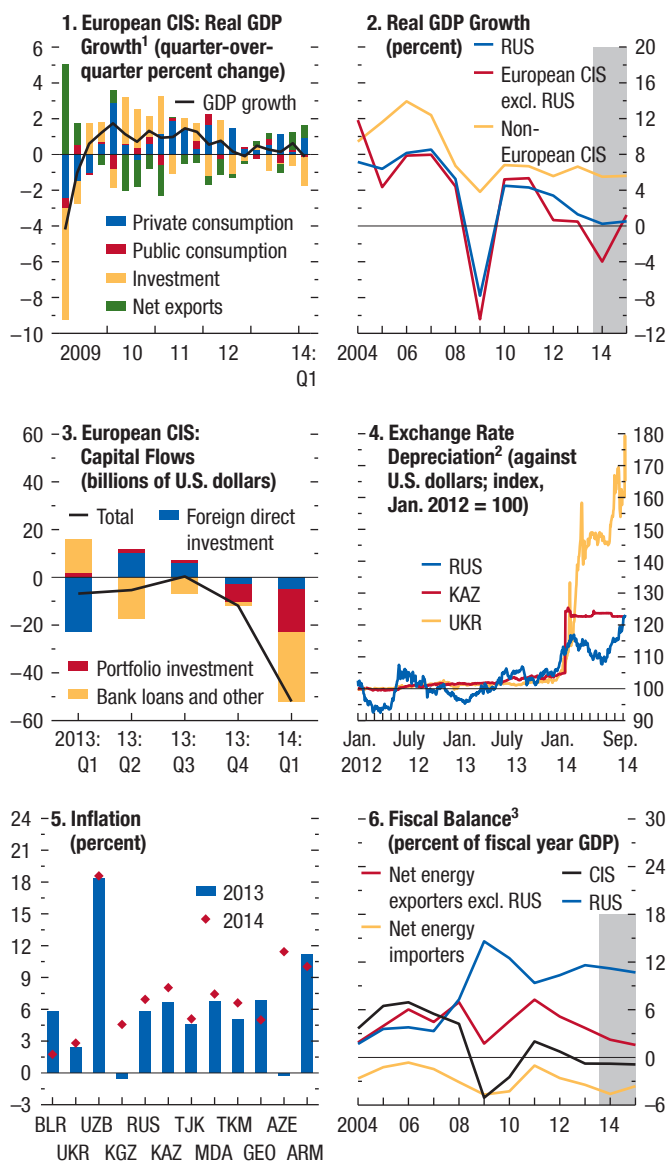 1. European CIS: Real GDP
Growth1 (quarter-over-
quarter percent change)
6
4
2
0
–2
–4
–6
–8
–10
GDP growth
Private consumption
Public consumption
Investment
Net exports
2009 10 11 12 14:
Q1
2. Real GDP Growth
(percent)
RUS
European CIS
excl. RUS
Non-
European CIS
20
16
12
8
4
0
–4
–8
–12
2004 06 08 10 12 14
3. European CIS:
Capital Flows
(billions of U.S. dollars)
60
40
20
0
–20
–40
–60
Total
Foreign direct
investment
Portfolio investment
Bank loans and other
2013: 13: 13: 13: 14:
Q1 Q2 Q3 Q4 Q1
4. Exchange Rate
Depreciation2 (against
U.S. dollars; index,
Jan. 2012 = 100)
RUS
KAZ
UKR
180
170
160
150
140
130
120
110
100
90
Jan. July Jan. July Jan. Sep.
2012 12 13 13 14 14
5. Inflation
(percent)
24
21
18
15
12
9
6
3
0
–3
2013
2014
BLR UZB RUS TJK TKM AZE
UKR KGZ KAZ MDA GEO ARM
6. Fiscal Balance3
(percent of fiscal year GDP)
Net energy
exporters excl. RUS
Net energy
importers
CIS
RUS
30
24
18
12
6
0
–6
2004 06 08 10 12 14